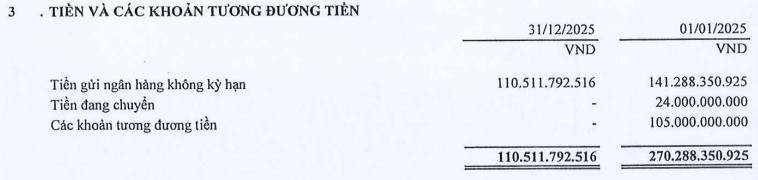 3 . TIỀN VÀ CÁC KHOẢN TƯƠNG ĐƯƠNG TIỀN
31/12/2025 01/01/2025
VND VND
Tiền gửi ngân hàng không kỳ hạn 110.511.792.516 141.288.350.925
Tiền đang chuyển - 24.000.000.000
Các khoản tương đương tiền - 105.000.000.000
110.511.792.516 270.288.350.925